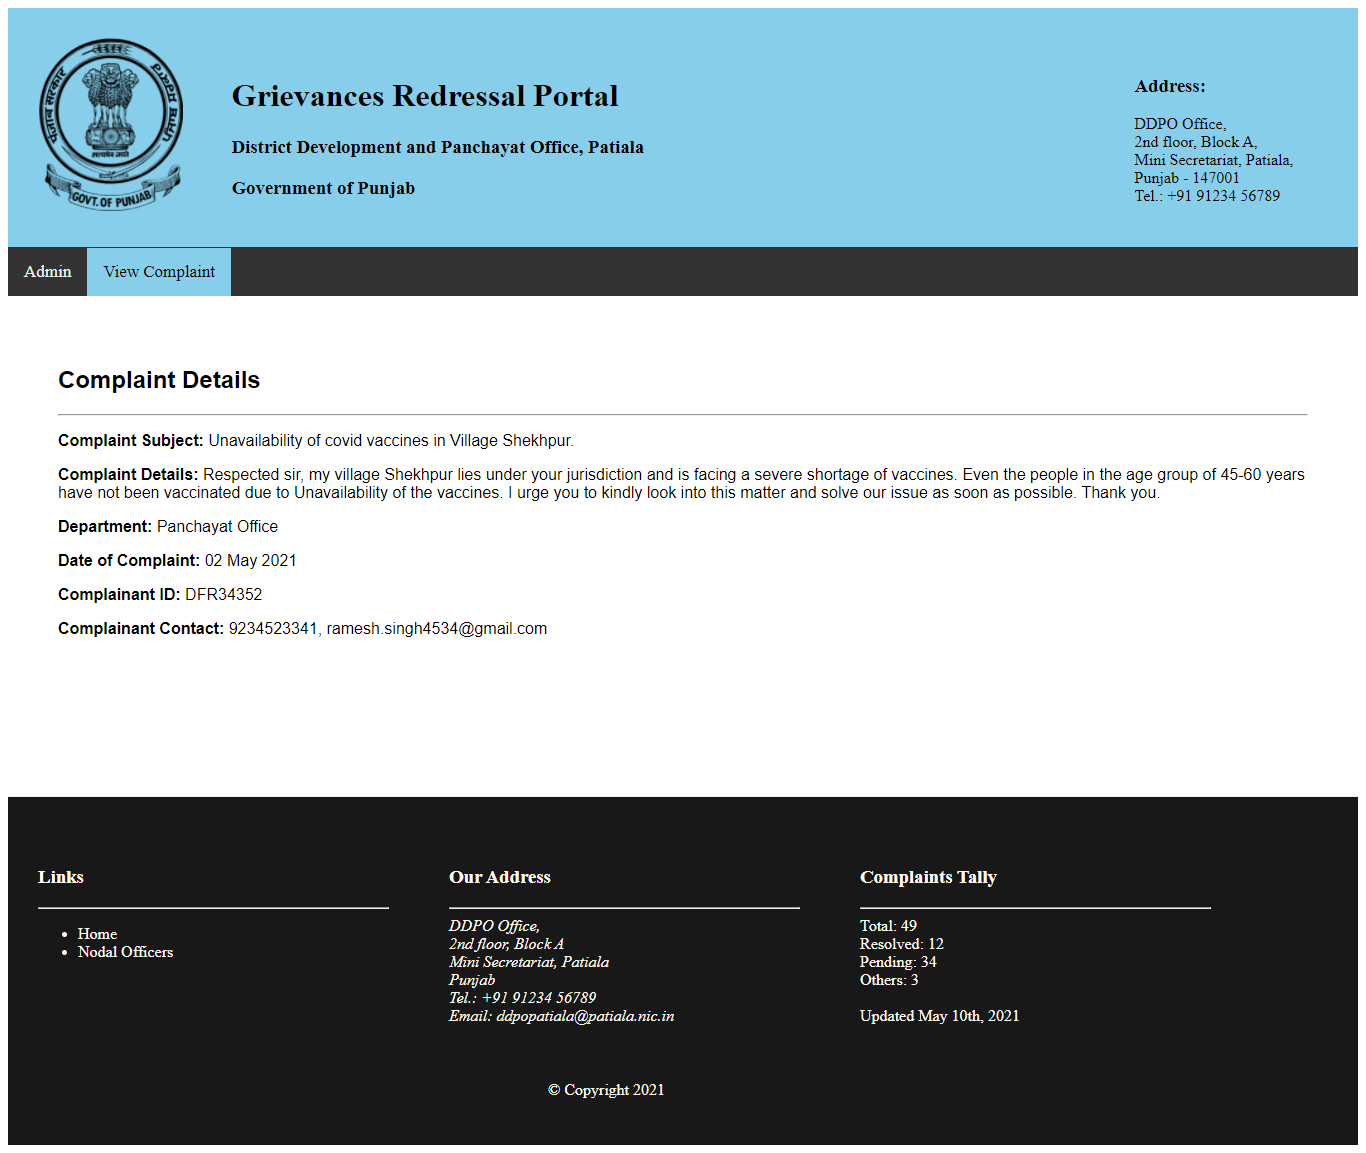 ਪੰਜਾਬ ਸਰਕਾਰ
सत्यमेव जयते
GOVT. OF PUNJAB
Grievances Redressal Portal
District Development and Panchayat Office, Patiala
Government of Punjab
Address:
DDPO Office,
2nd floor, Block A,
Mini Secretariat, Patiala,
Punjab - 147001
Tel.: +91 91234 56789
Admin
View Complaint
Complaint Details
Complaint Subject: Unavailability of covid vaccines in Village Shekhpur.
Complaint Details: Respected sir, my village Shekhpur lies under your jurisdiction and is facing a severe shortage of vaccines. Even the people in the age group of 45-60 years
have not been vaccinated due to Unavailability of the vaccines. I urge you to kindly look into this matter and solve our issue as soon as possible. Thank you.
Department: Panchayat Office
Date of Complaint: 02 May 2021
Complainant ID: DFR34352
Complainant Contact: 9234523341, ramesh.singh4534@gmail.com
Links
Home
Nodal Officers
Our Address
DDPO Office,
2nd floor, Block A
Mini Secretariat, Patiala
Punjab
Tel.: +91 91234 56789
Email: ddpopatiala@patiala.nic.in
Complaints Tally
Total: 49
Resolved: 12
Pending: 34
Others: 3
Updated May 10th, 2021
© Copyright 2021